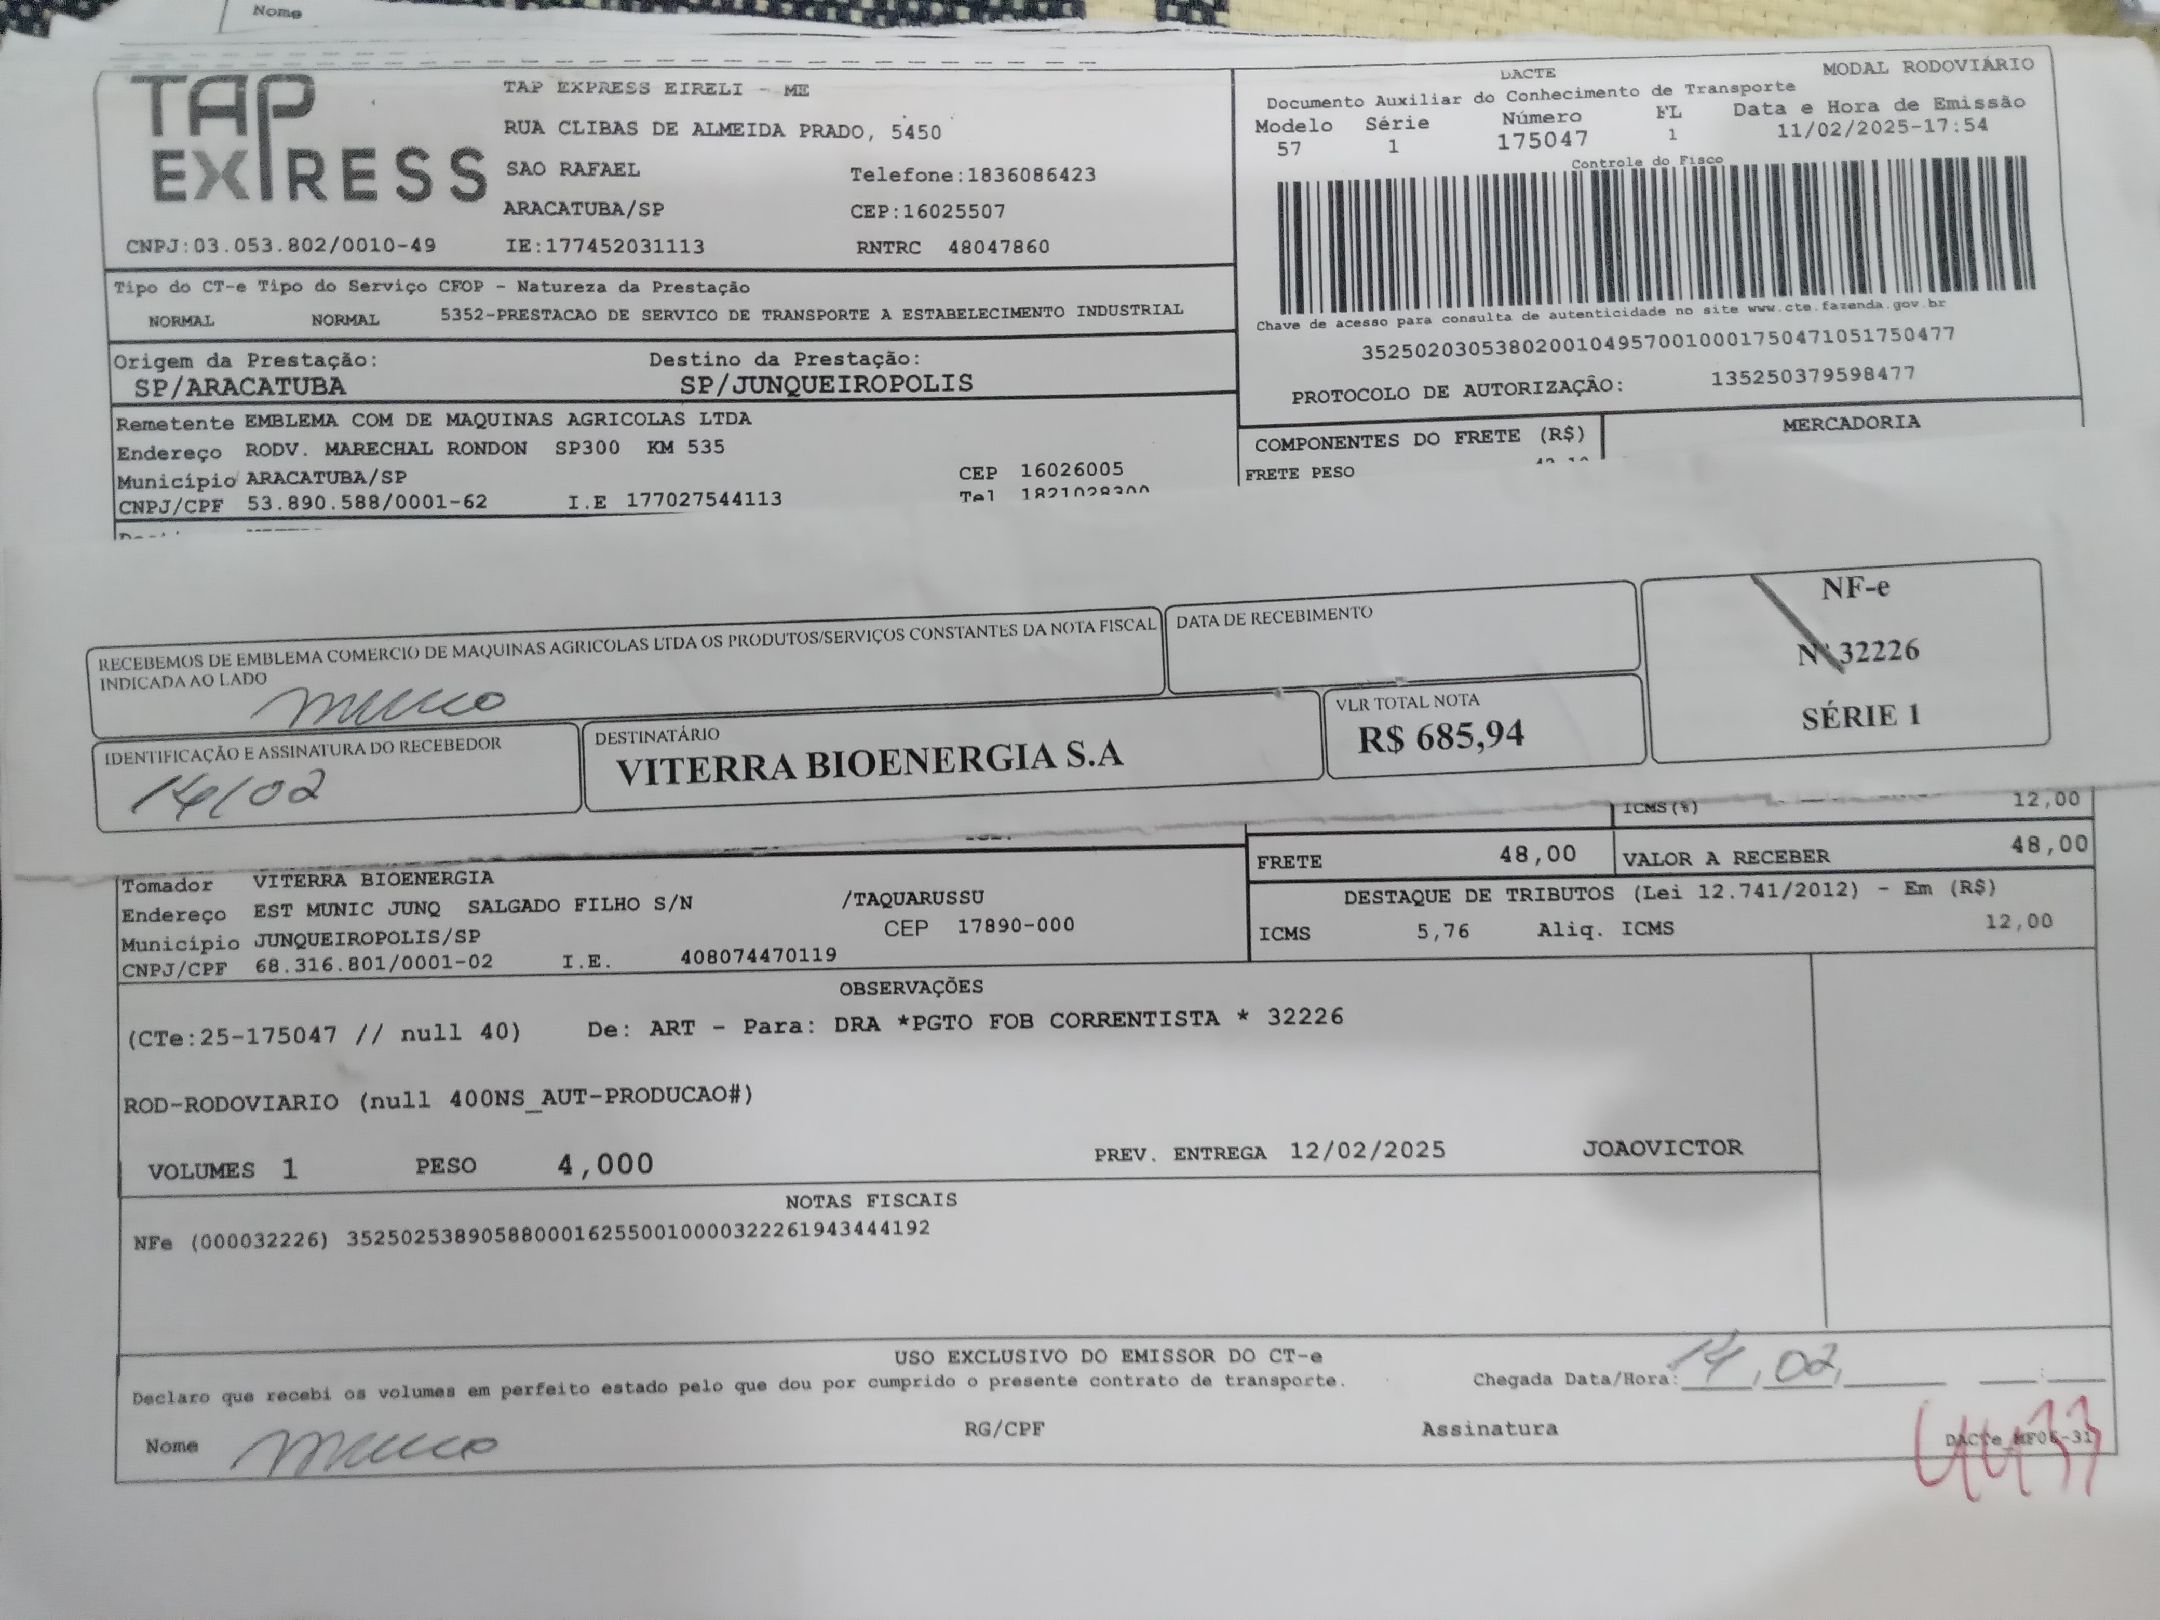 Nome
TAP EXPRESS
TAP EXPRESS EIRELI - ME
RUA CLIBAS DE ALMEIDA PRADO, 5450
SAO RAFAEL Telefone:1836086423
ARACATUBA/SP CEP:16025507
CNPJ:03.053.802/0010-49 IE:177452031113 RNTRC 48047860
DACTE MODAL RODOVIÁRIO
Documento Auxiliar do Conhecimento de Transporte
Modelo Série Número FL Data e Hora de Emissão
57 1 175047 1 11/02/2025-17:54
Controle do Fisco
Chave de acesso para consulta de autenticidade no site www.cte.fazenda.gov.br
35250203053802001049570010001750471051750477
PROTOCOLO DE AUTORIZAÇÃO: 135250379598477
Tipo do CT-e Tipo do Serviço CFOP - Natureza da Prestação
NORMAL NORMAL 5352-PRESTACAO DE SERVICO DE TRANSPORTE A ESTABELECIMENTO INDUSTRIAL
Origem da Prestação: Destino da Prestação:
SP/ARACATUBA SP/JUNQUEIROPOLIS
Remetente EMBLEMA COM DE MAQUINAS AGRICOLAS LTDA
Endereço RODV. MARECHAL RONDON SP300 KM 535
Município ARACATUBA/SP CEP 16026005
CNPJ/CPF 53.890.588/0001-62 I.E 177027544113 Tel 1821028300
COMPONENTES DO FRETE (R$) MERCADORIA
FRETE PESO
RECEBEMOS DE EMBLEMA COMERCIO DE MAQUINAS AGRICOLAS LTDA OS PRODUTOS/SERVIÇOS CONSTANTES DA NOTA FISCAL
INDICADA AO LADO
DATA DE RECEBIMENTO
NF-e
Nº 32226
SÉRIE 1
IDENTIFICAÇÃO E ASSINATURA DO RECEBEDOR
14/02
DESTINATÁRIO
VITERRA BIOENERGIA S.A
VLR TOTAL NOTA
R$ 685,94
ICMS(%) 12,00
FRETE 48,00 VALOR A RECEBER 48,00
DESTAQUE DE TRIBUTOS (Lei 12.741/2012) - Em (R$)
ICMS 5,76 Aliq. ICMS 12,00
Tomador VITERRA BIOENERGIA
Endereço EST MUNIC JUNQ SALGADO FILHO S/N /TAQUARUSSU
Município JUNQUEIROPOLIS/SP CEP 17890-000
CNPJ/CPF 68.316.801/0001-02 I.E. 408074470119
OBSERVAÇÕES
(CTe:25-175047 // null 40) De: ART - Para: DRA *PGTO FOB CORRENTISTA * 32226
ROD-RODOVIARIO (null 400NS_AUT-PRODUCAO#)
VOLUMES 1 PESO 4,000 PREV. ENTREGA 12/02/2025 JOAOVICTOR
NOTAS FISCAIS
NFe (000032226) 35250253890588000162550010000322261943444192
USO EXCLUSIVO DO EMISSOR DO CT-e
Declaro que recebi os volumes em perfeito estado pelo que dou por cumprido o presente contrato de transporte. Chegada Data/Hora: 14/02/
Nome RG/CPF Assinatura